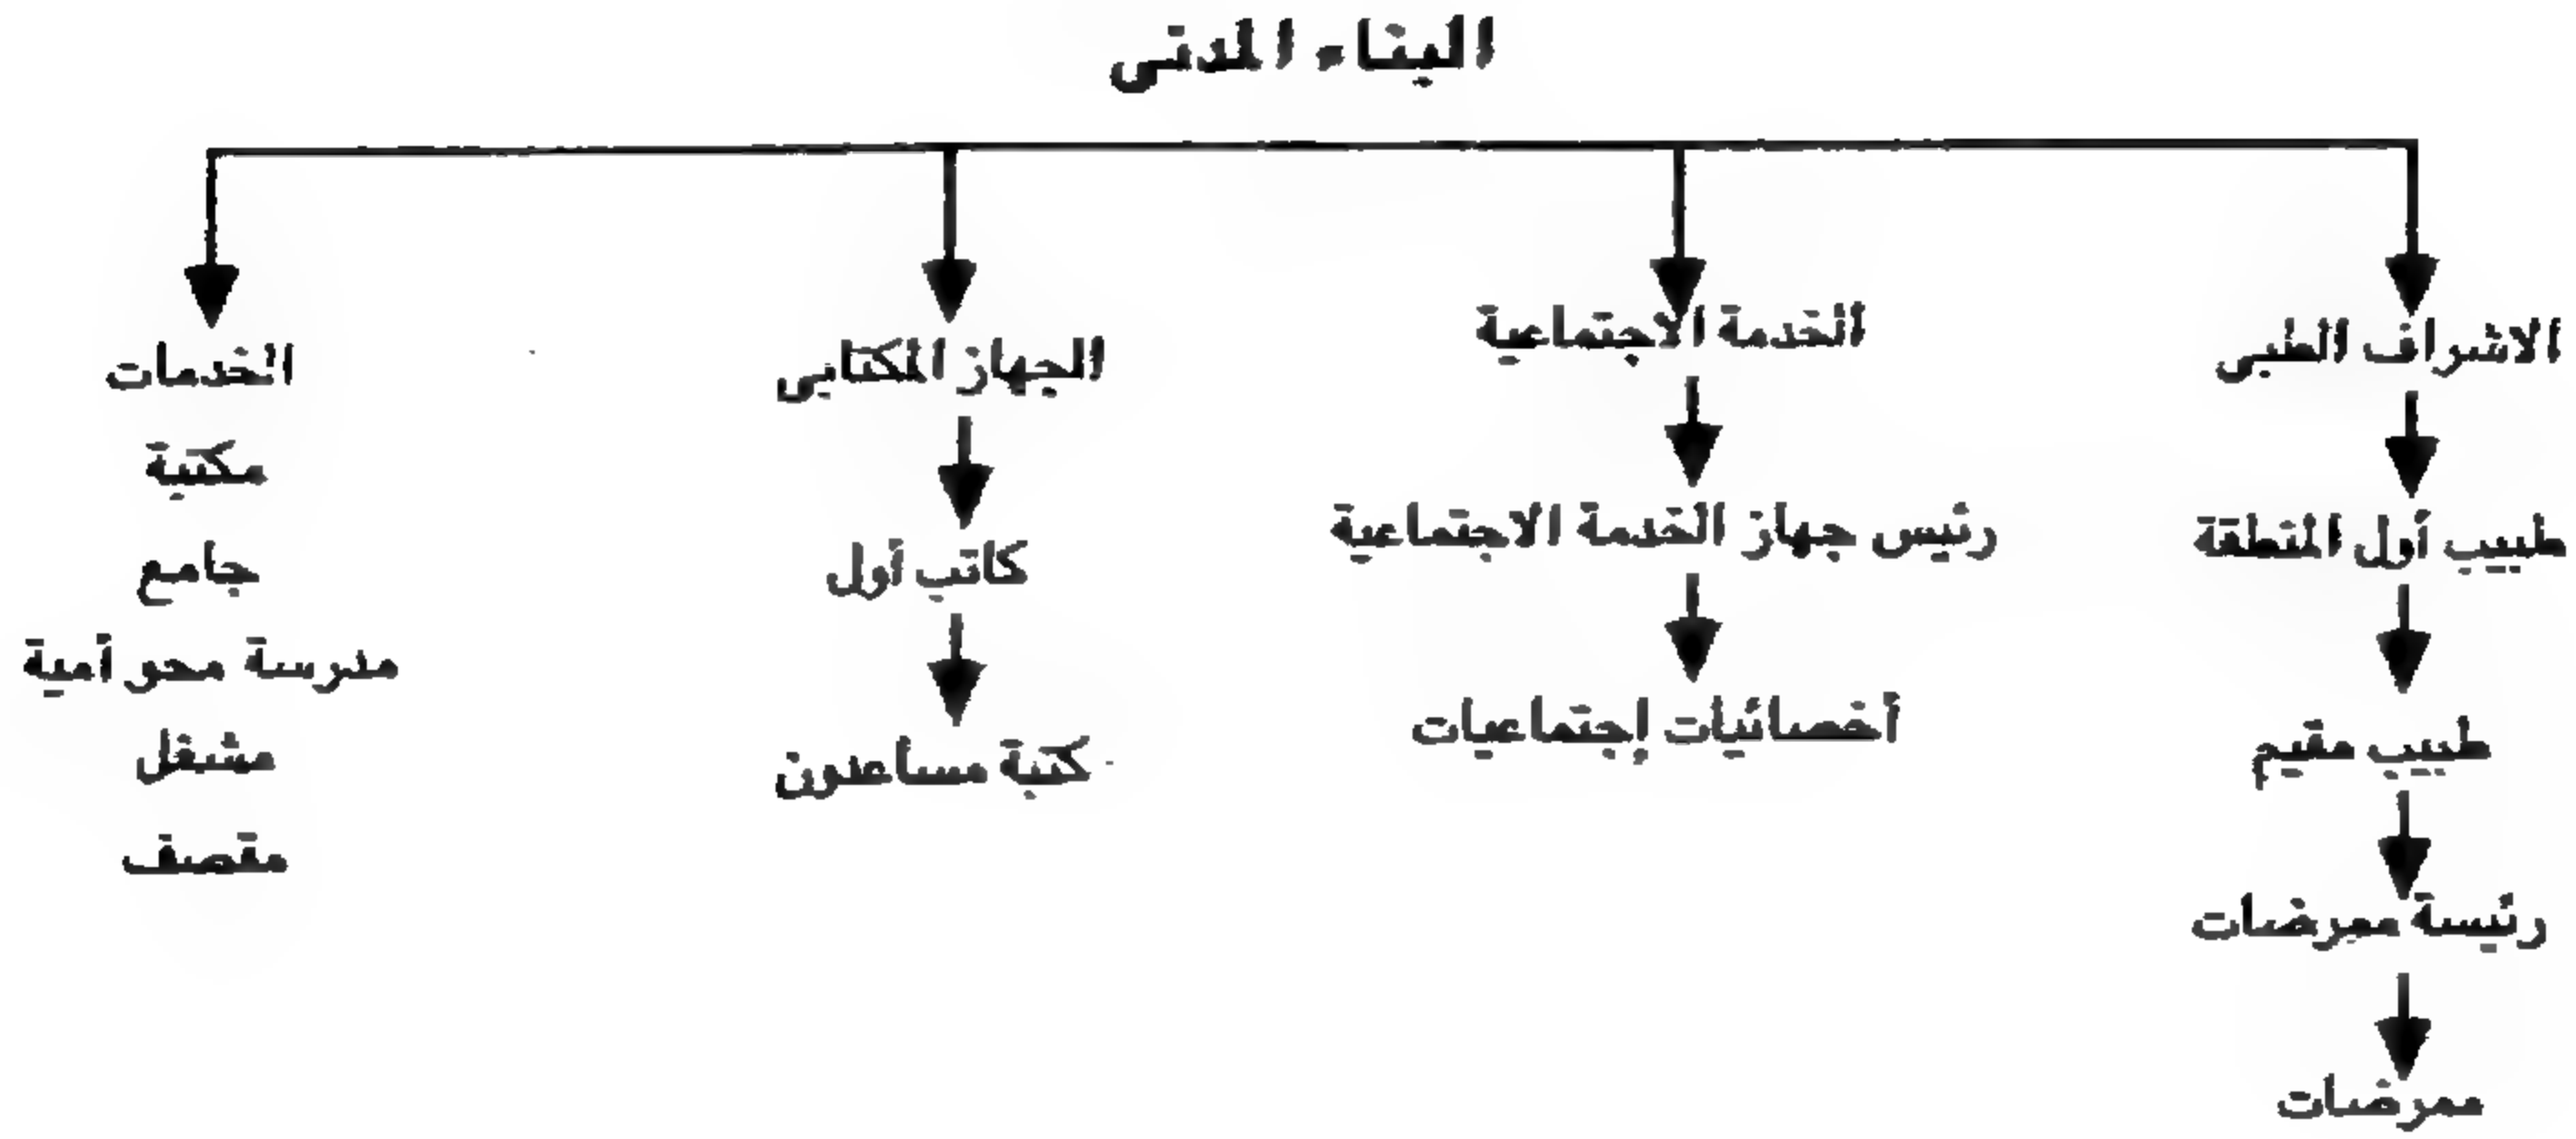 البناء المدنى
الاشراف الطبى
طبيب أول المنطقة
طبيب مقيم
رئيسة ممرضات
ممرضات
الخدمة الاجتماعية
رئيس جهاز الخدمة الاجتماعية
أخصائيات إجتماعيات
الجهاز المكتابى
كاتب أول
كتبة مساعدون
الخدمات
مكتبة
جامع
مدرسة محو أمية
مشغل
مقصف